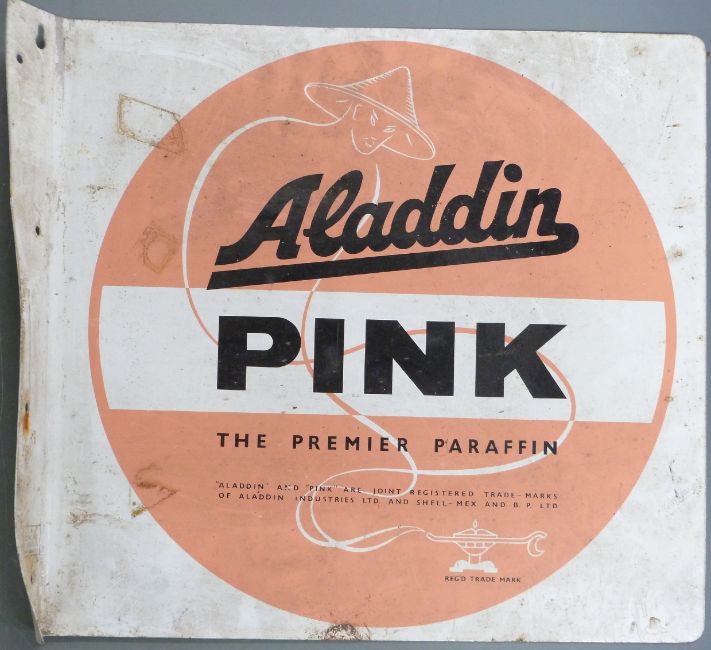 Aladdin
PINK
THE PREMIER PARAFFIN
"ALADDIN" AND "PINK" ARE JOINT REGISTERED TRADE-MARKS
OF ALADDIN INDUSTRIES LTD. AND SHELL-MEX AND B.P. LTD
REG'D TRADE MARK